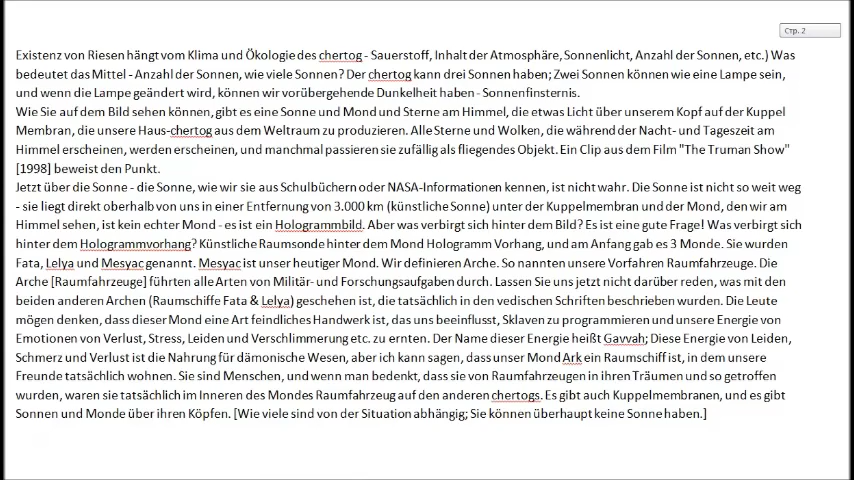 Стр. 2
Existenz von Riesen hängt vom Klima und Ökologie des chertog - Sauerstoff, Inhalt der Atmosphäre, Sonnenlicht, Anzahl der Sonnen, etc.) Was
bedeutet das Mittel - Anzahl der Sonnen, wie viele Sonnen? Der chertog kann drei Sonnen haben; Zwei Sonnen können wie eine Lampe sein,
und wenn die Lampe geändert wird, können wir vorübergehende Dunkelheit haben - Sonnenfinsternis.
Wie Sie auf dem Bild sehen können, gibt es eine Sonne und Mond und Sterne am Himmel, die etwas Licht über unserem Kopf auf der Kuppel
Membran, die unsere Haus-chertog aus dem Weltraum zu produzieren. Alle Sterne und Wolken, die während der Nacht- und Tageszeit am
Himmel erscheinen, werden erscheinen, und manchmal passieren sie zufällig als fliegendes Objekt. Ein Clip aus dem Film "The Truman Show"
[1998] beweist den Punkt.
Jetzt über die Sonne - die Sonne, wie wir sie aus Schulbüchern oder NASA-Informationen kennen, ist nicht wahr. Die Sonne ist nicht so weit weg
- sie liegt direkt oberhalb von uns in einer Entfernung von 3.000 km (künstliche Sonne) unter der Kuppelmembran und der Mond, den wir am
Himmel sehen, ist kein echter Mond - es ist ein Hologrammbild. Aber was verbirgt sich hinter dem Bild? Es ist eine gute Frage! Was verbirgt sich
hinter dem Hologrammvorhang? Künstliche Raumsonde hinter dem Mond Hologramm Vorhang, und am Anfang gab es 3 Monde. Sie wurden
Fata, Lelya und Mesyac genannt. Mesyac ist unser heutiger Mond. Wir definieren Arche. So nannten unsere Vorfahren Raumfahrzeuge. Die
Arche [Raumfahrzeuge] führten alle Arten von Militär- und Forschungsaufgaben durch. Lassen Sie uns jetzt nicht darüber reden, was mit den
beiden anderen Archen (Raumschiffe Fata & Lelya) geschehen ist, die tatsächlich in den vedischen Schriften beschrieben wurden. Die Leute
mögen denken, dass dieser Mond eine Art feindliches Handwerk ist, das uns beeinflusst, Sklaven zu programmieren und unsere Energie von
Emotionen von Verlust, Stress, Leiden und Verschlimmerung etc. zu ernten. Der Name dieser Energie heißt Gavvah; Diese Energie von Leiden,
Schmerz und Verlust ist die Nahrung für dämonische Wesen, aber ich kann sagen, dass unser Mond Ark ein Raumschiff ist, in dem unsere
Freunde tatsächlich wohnen. Sie sind Menschen, und wenn man bedenkt, dass sie von Raumfahrzeugen in ihren Träumen und so getroffen
wurden, waren sie tatsächlich im Inneren des Mondes Raumfahrzeug auf den anderen chertogs. Es gibt auch Kuppelmembranen, und es gibt
Sonnen und Monde über ihren Köpfen. [Wie viele sind von der Situation abhängig; Sie können überhaupt keine Sonne haben.]